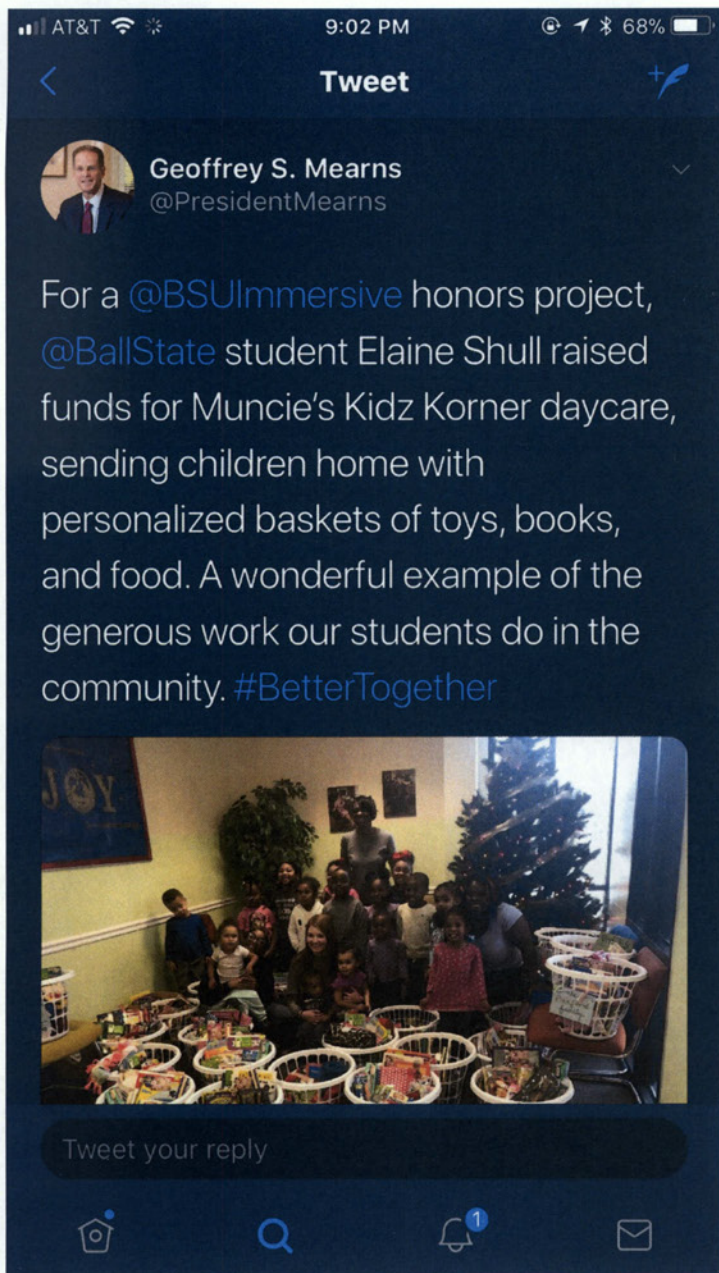 AT&T 9:02 PM 68%
Tweet
Geoffrey S. Mearns
@PresidentMearns
For a @BSUImmersive honors project,
@BallState student Elaine Shull raised
funds for Muncie's Kidz Korner daycare,
sending children home with
personalized baskets of toys, books,
and food. A wonderful example of the
generous work our students do in the
community. #BetterTogether
JOY
Tweet your reply
1